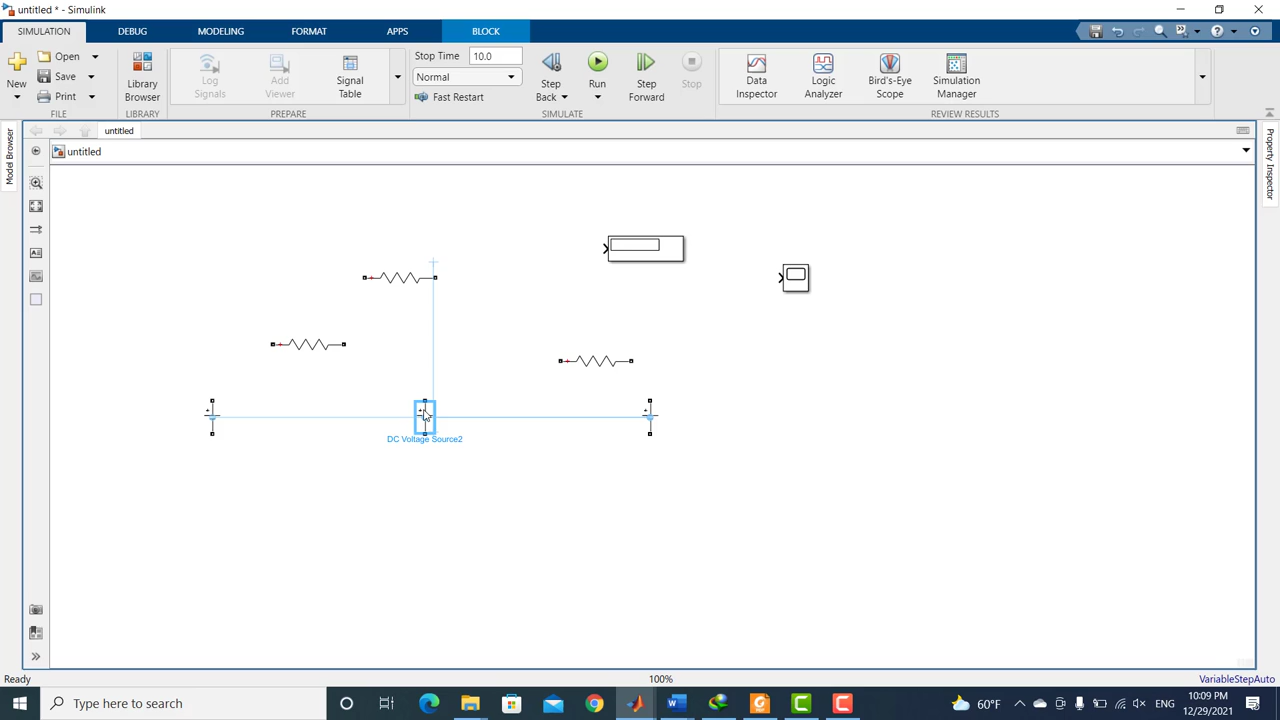 untitled * - Simulink
SIMULATION DEBUG MODELING FORMAT APPS BLOCK
New
Open
Save
Print
FILE
Library Browser
LIBRARY
Log Signals
Add Viewer
Signal Table
PREPARE
Stop Time 10.0
Normal
Fast Restart
Step Back
Run
Step Forward
Stop
SIMULATE
Data Inspector
Logic Analyzer
Bird's-Eye Scope
Simulation Manager
REVIEW RESULTS
Model Browser
untitled
untitled
Property Inspector
DC Voltage Source2
Ready 100% VariableStepAuto
Type here to search
60°F
ENG
10:09 PM
12/29/2021